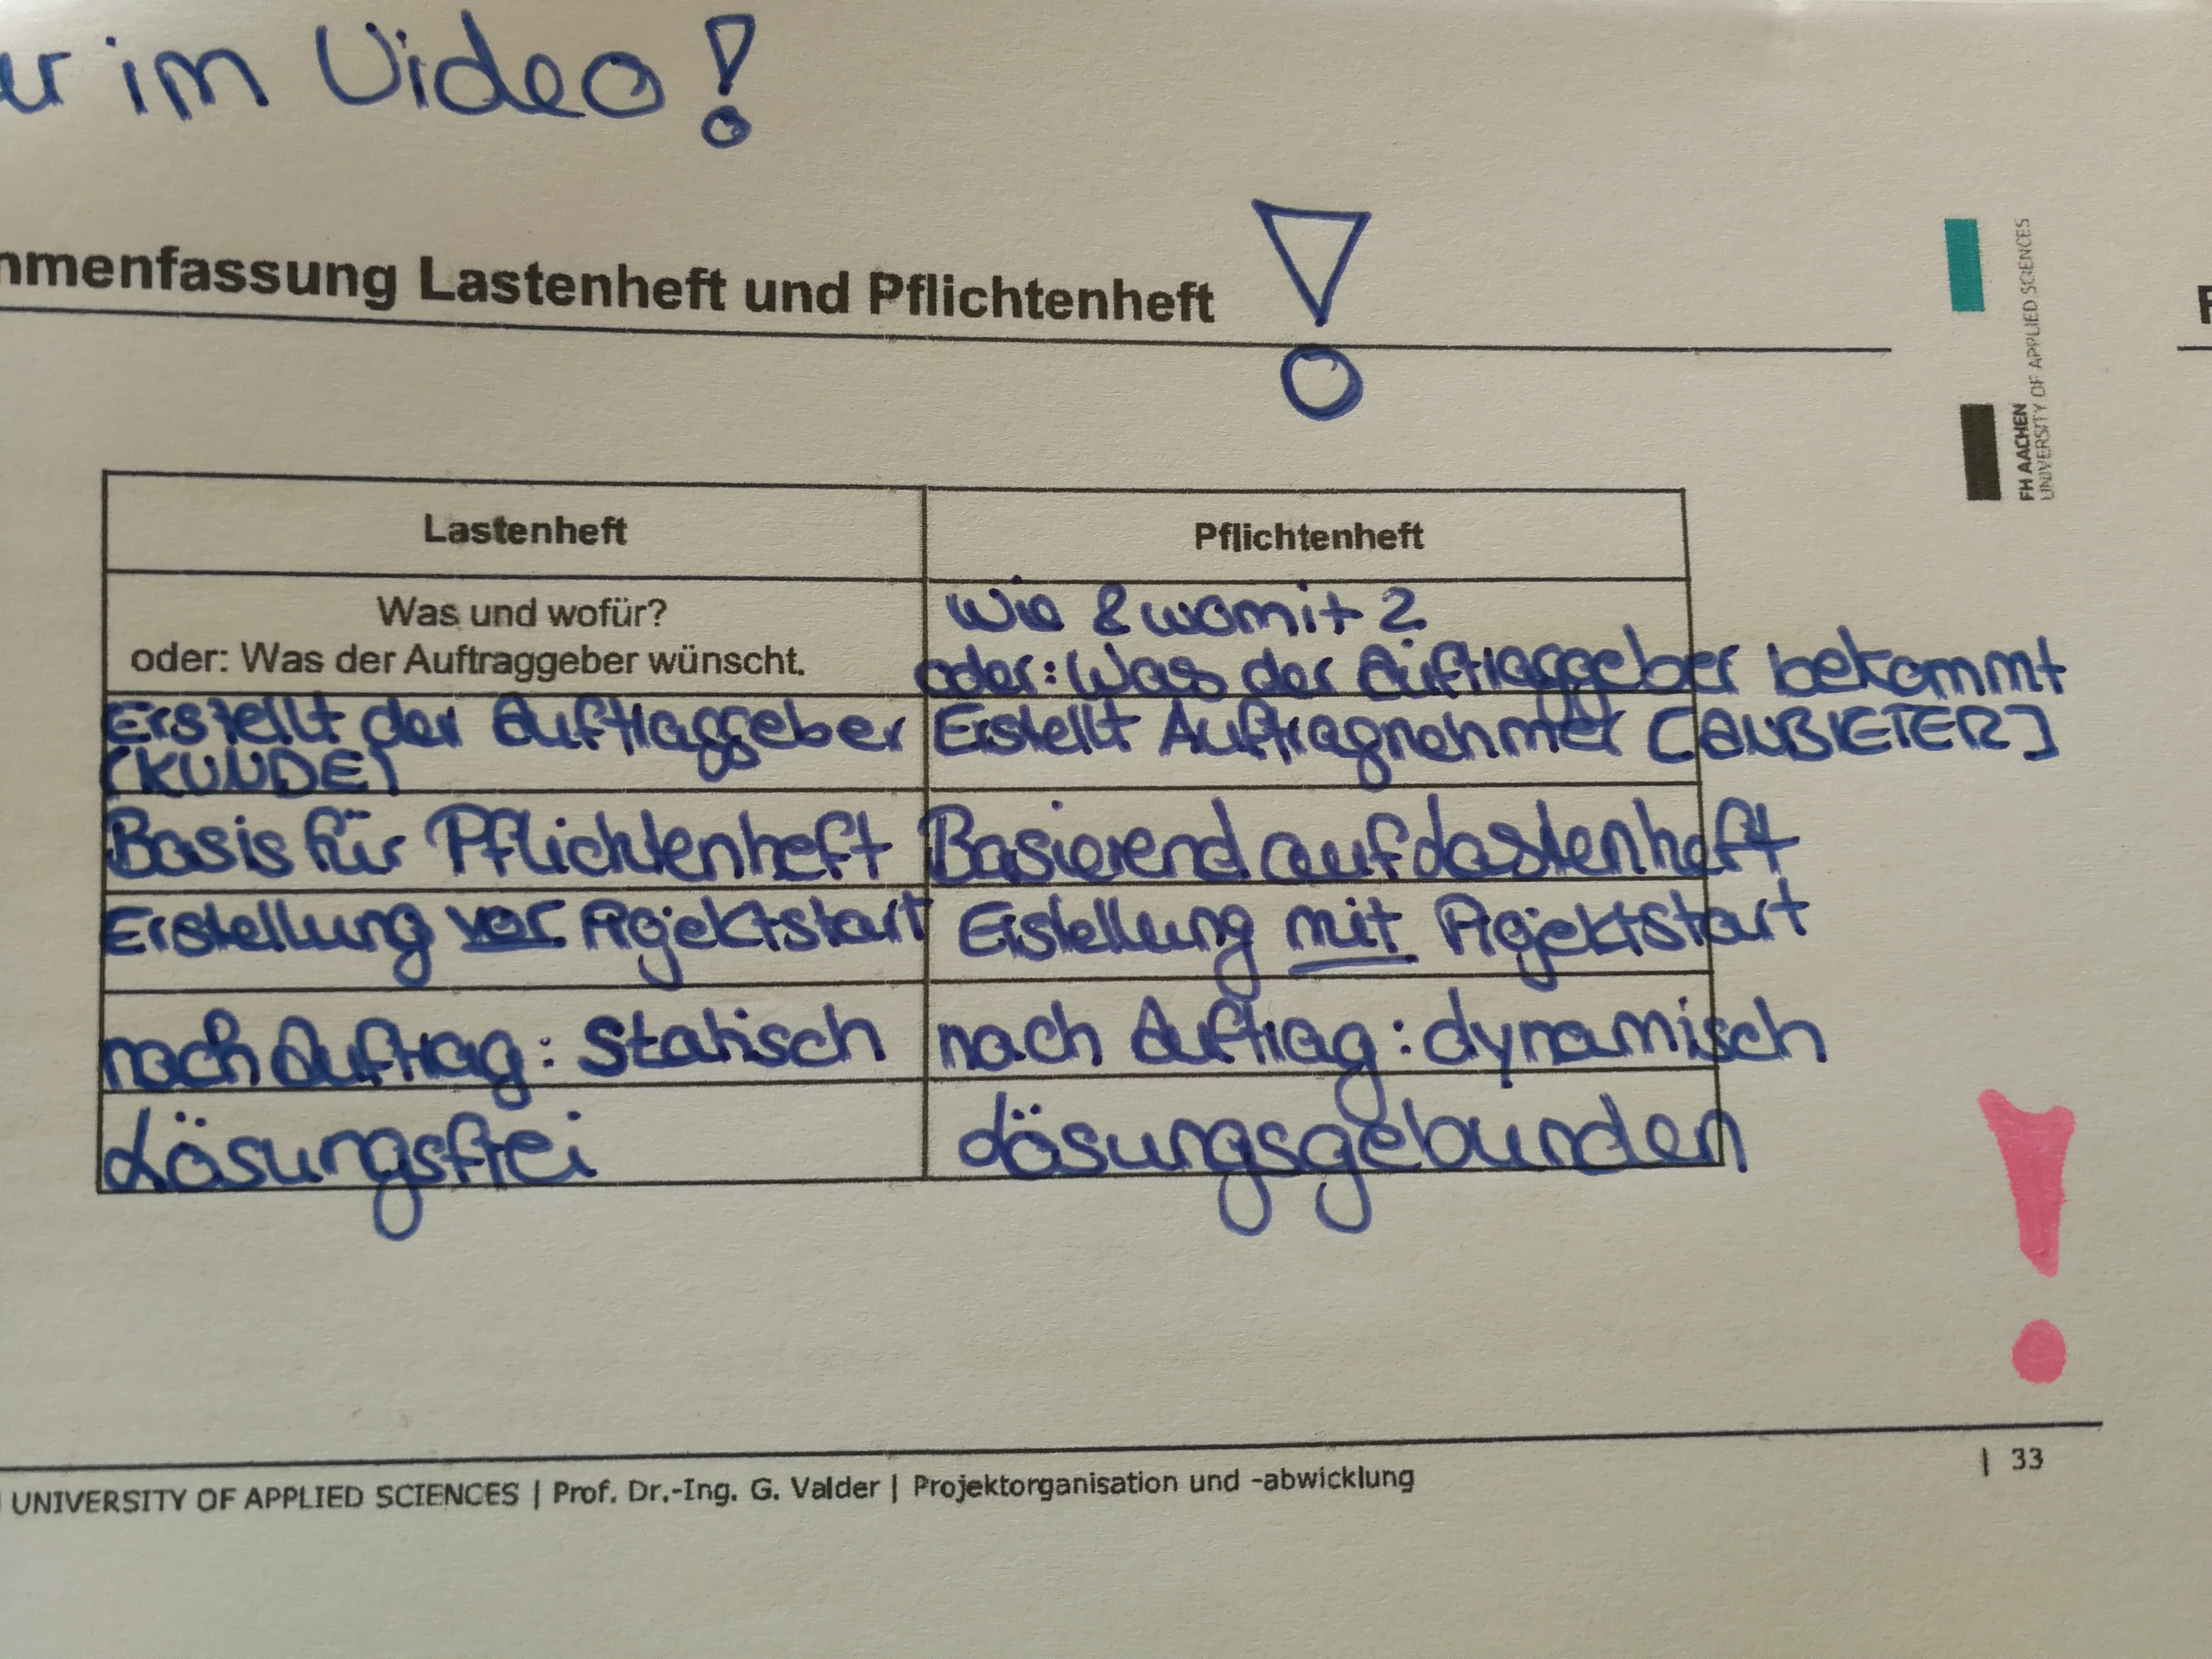 im Video!
mmenfassung Lastenheft und Pflichtenheft
FH AACHEN
UNIVERSITY OF APPLIED SCIENCES
Lastenheft
Pflichtenheft
Was und wofür?
oder: Was der Auftraggeber wünscht.
Wie & womit?
oder: Was der Auftraggeber bekommt
Erstellt der Auftraggeber
(KUNDE)
Erstellt Auftragnehmer [ANBIETER]
Basis für Pflichtenheft
Basierend auf Lastenheft
Erstellung vor Projektstart
Erstellung mit Projektstart
nach Auftrag: Statisch
nach Auftrag: dynamisch
Lösungsfrei
Lösungsgebunden
UNIVERSITY OF APPLIED SCIENCES | Prof. Dr.-Ing. G. Valder | Projektorganisation und -abwicklung
| 33